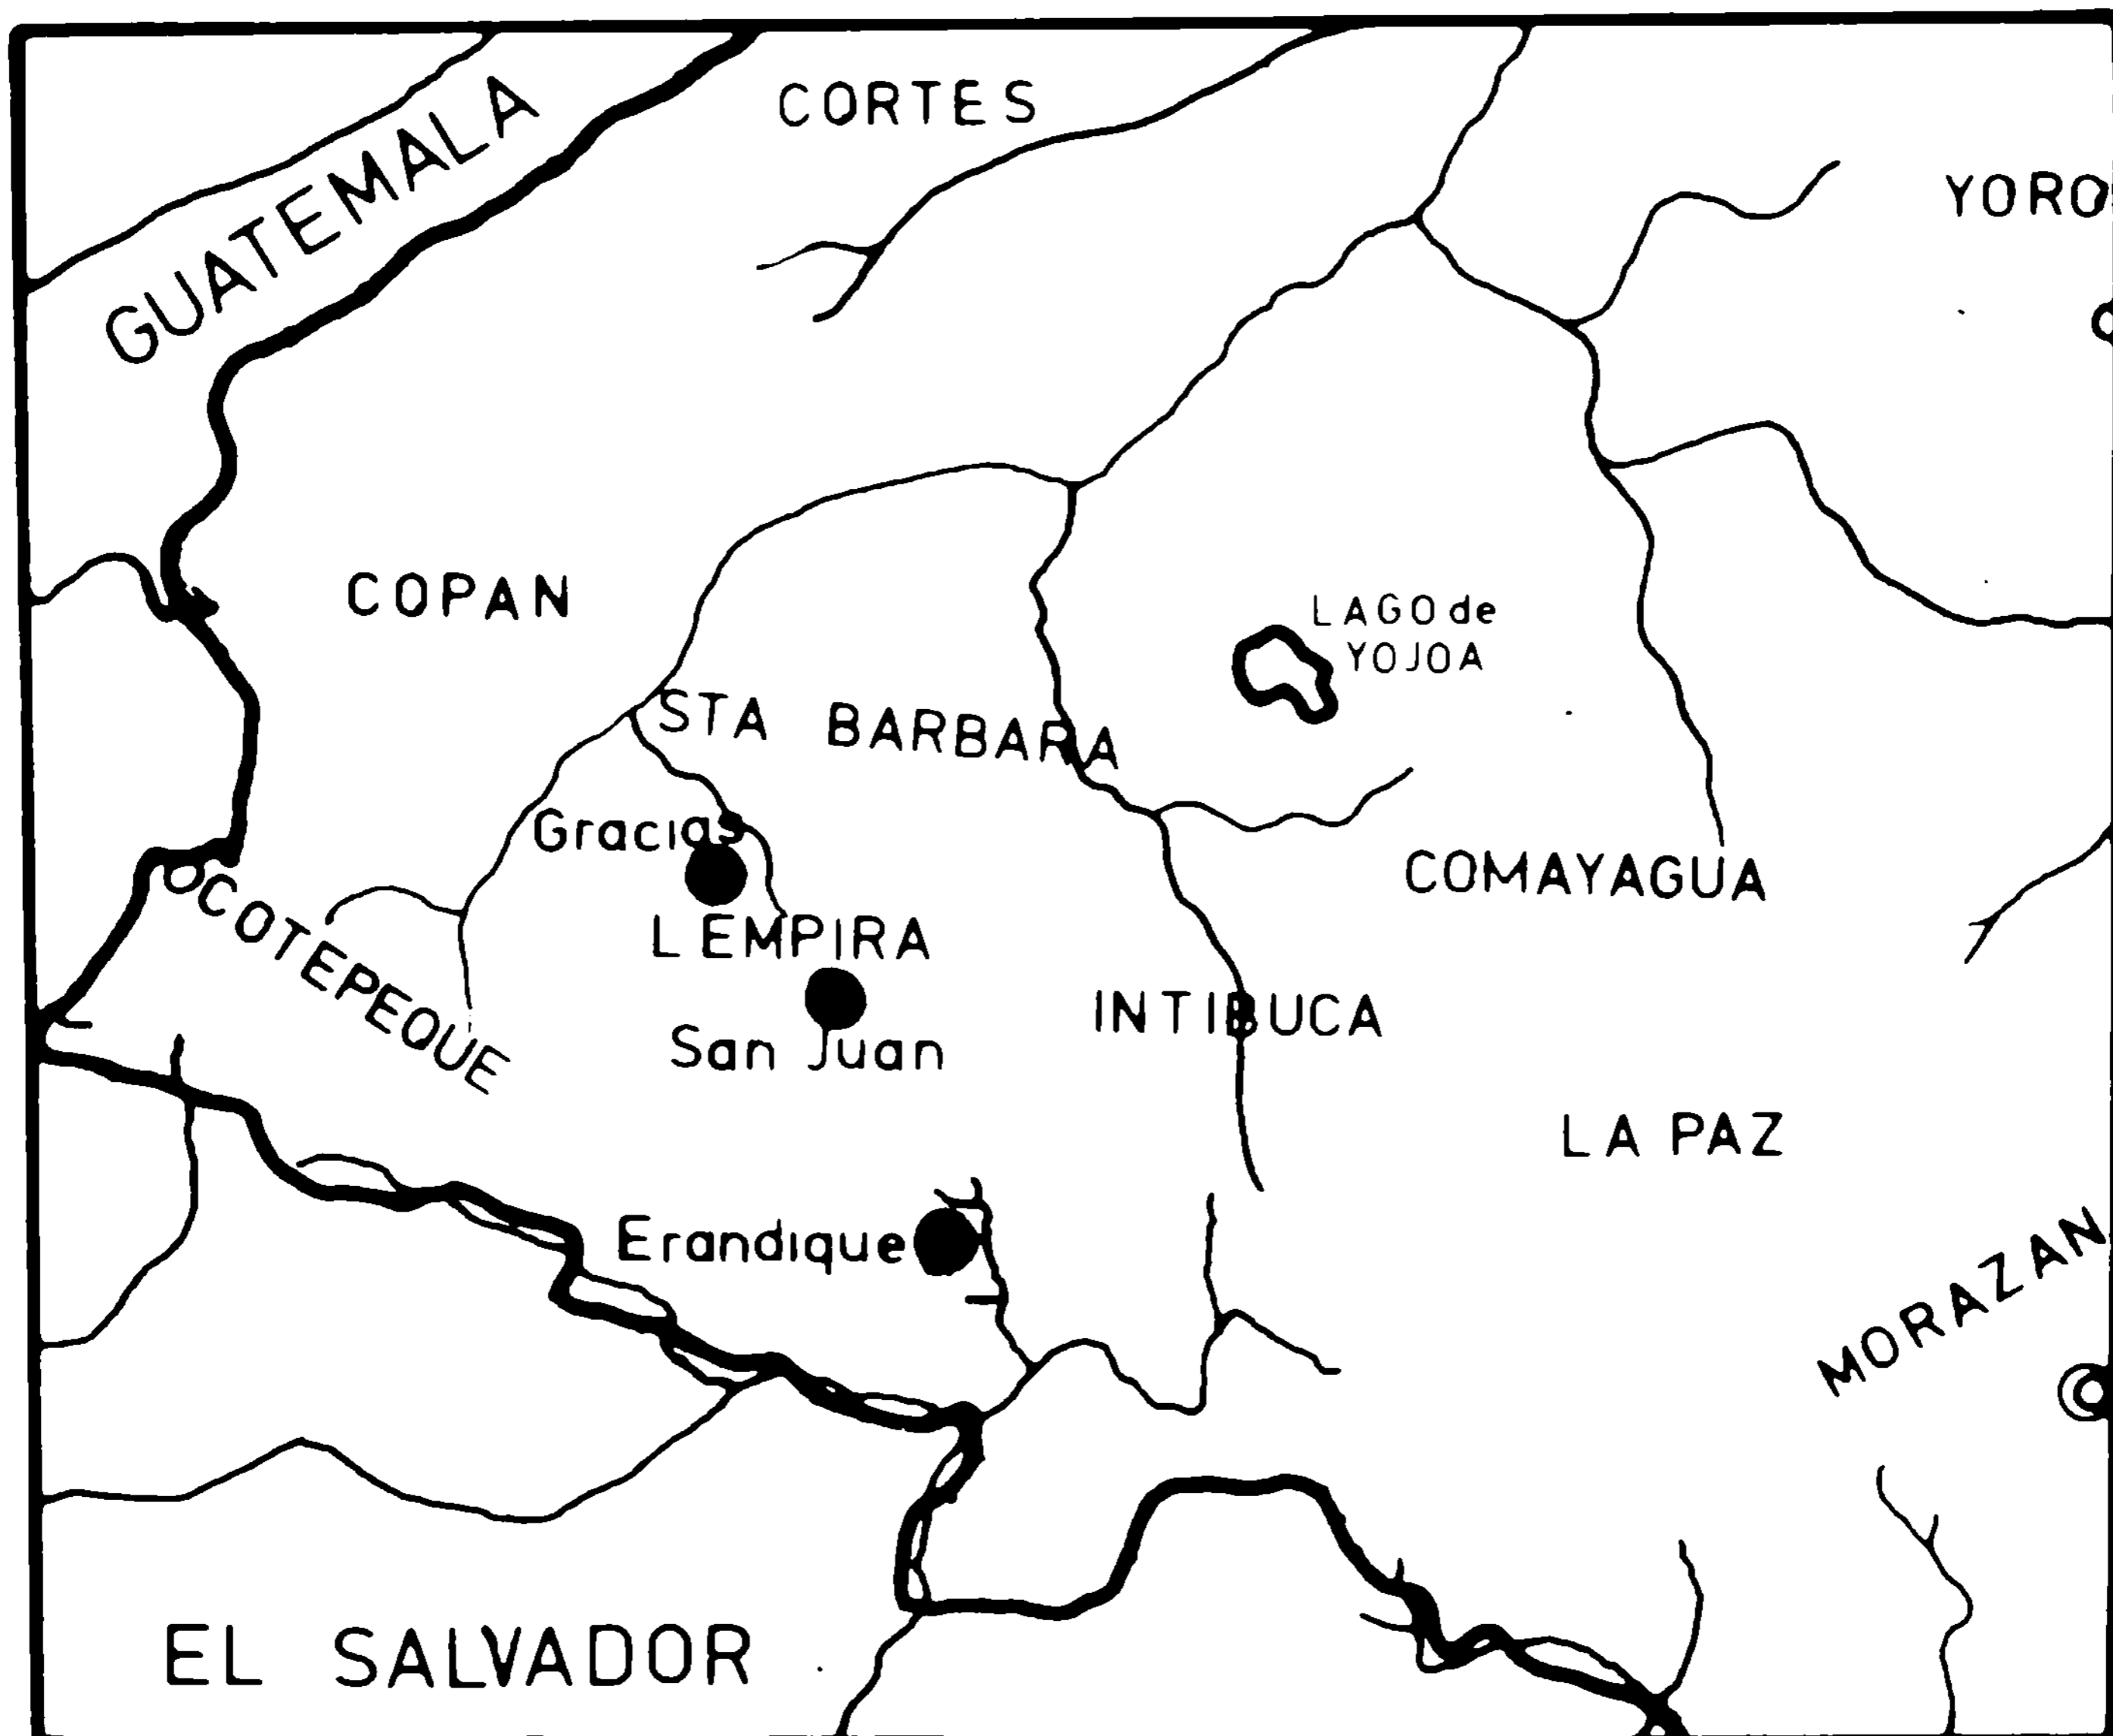 CORTES
GUATEMALA
YORO
COPAN
LAGO de
YOJOA
STA BARBARA
Gracias
COMAYAGUA
OCOTEPEQUE
LEMPIRA
INTIBUCA
San Juan
LA PAZ
Erandique
MORAZAN
EL SALVADOR